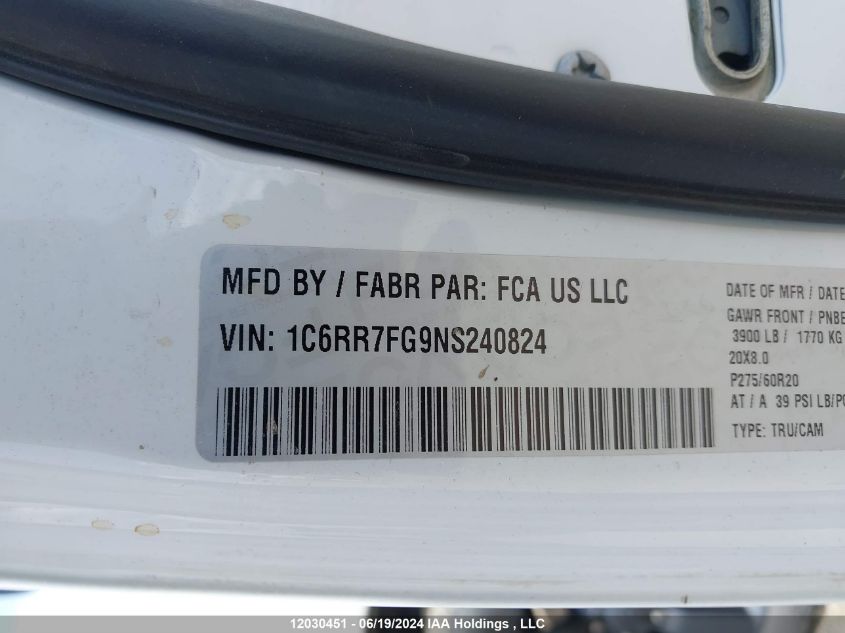 MFD BY / FABR PAR: FCA US LLC
VIN: 1C6RR7FG9NS240824
DATE OF MFR / DATE
GAWR FRONT / PNBE
3900 LB / 1770 KG
20X8.0
P275/60R20
AT / A 39 PSI LB/PO
TYPE: TRU/CAM
12030451 - 06/19/2024 IAA Holdings , LLC